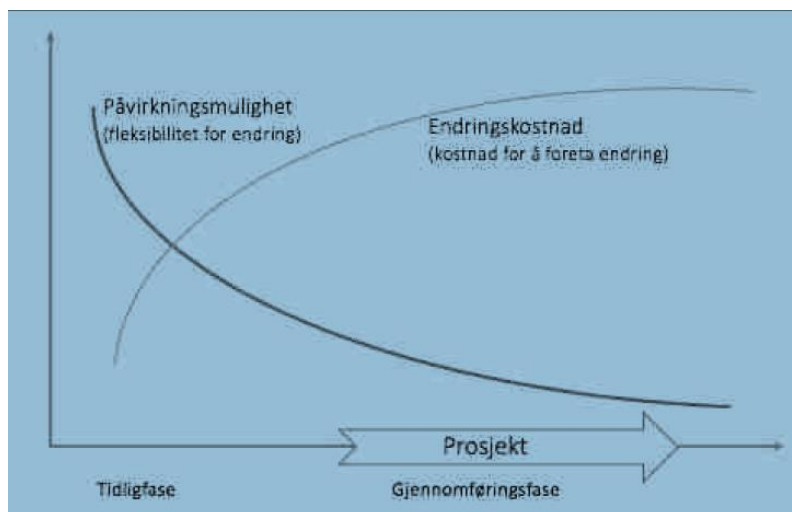 Påvirkningsmulighet
(fleksibilitet for endring)
Endringskostnad
(kostnad for å foreta endring)
Prosjekt
Tidligfase
Gjennomføringsfase